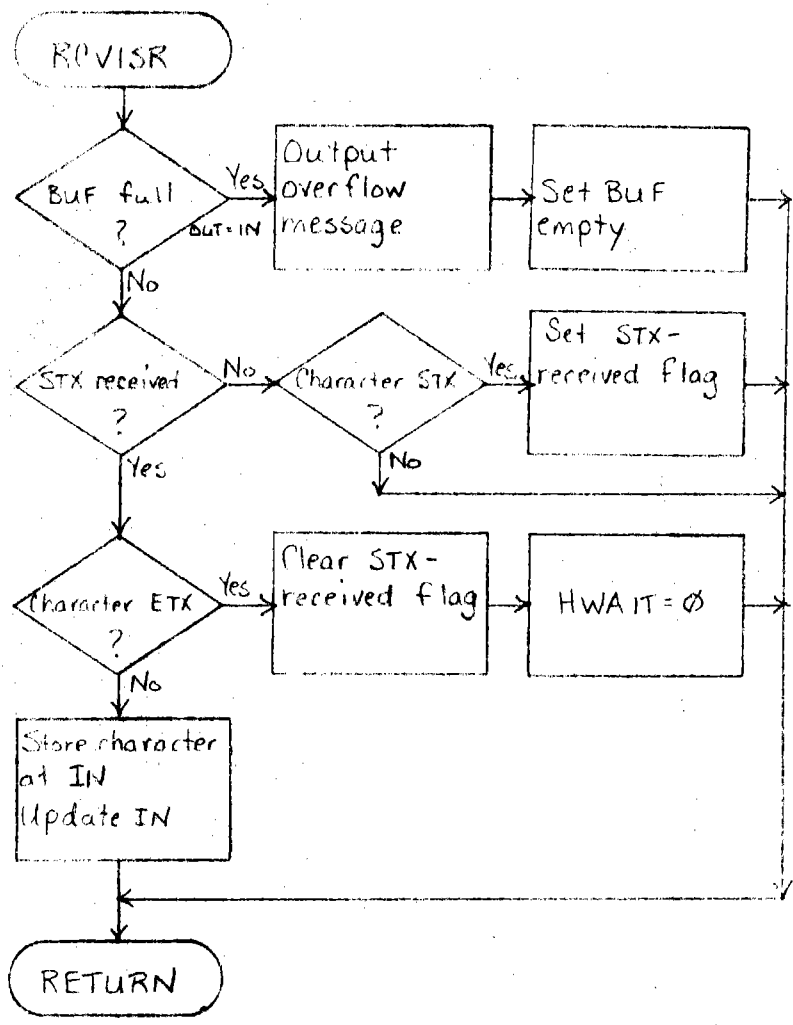 RCVISR
BUF full
?
Yes
OUT = IN
Output
overflow
message
Set BUF
empty
No
STX received
?
No
Character STX
?
Yes
Set STX-
received flag
No
Yes
Character ETX
?
Yes
Clear STX-
received flag
HWAIT = Ø
No
Store character
at IN
Update IN
RETURN